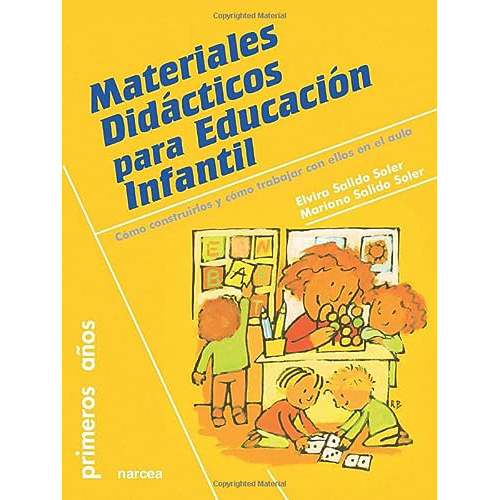 Copyrighted Material
Materiales
Didácticos
para Educación
Infantil
Cómo construirlos y cómo trabajar con ellos en el aula
Elvira Salido Soler
Mariano Salido Soler
E N
B A
T
RB
primeros años
narcea
Copyrighted Material